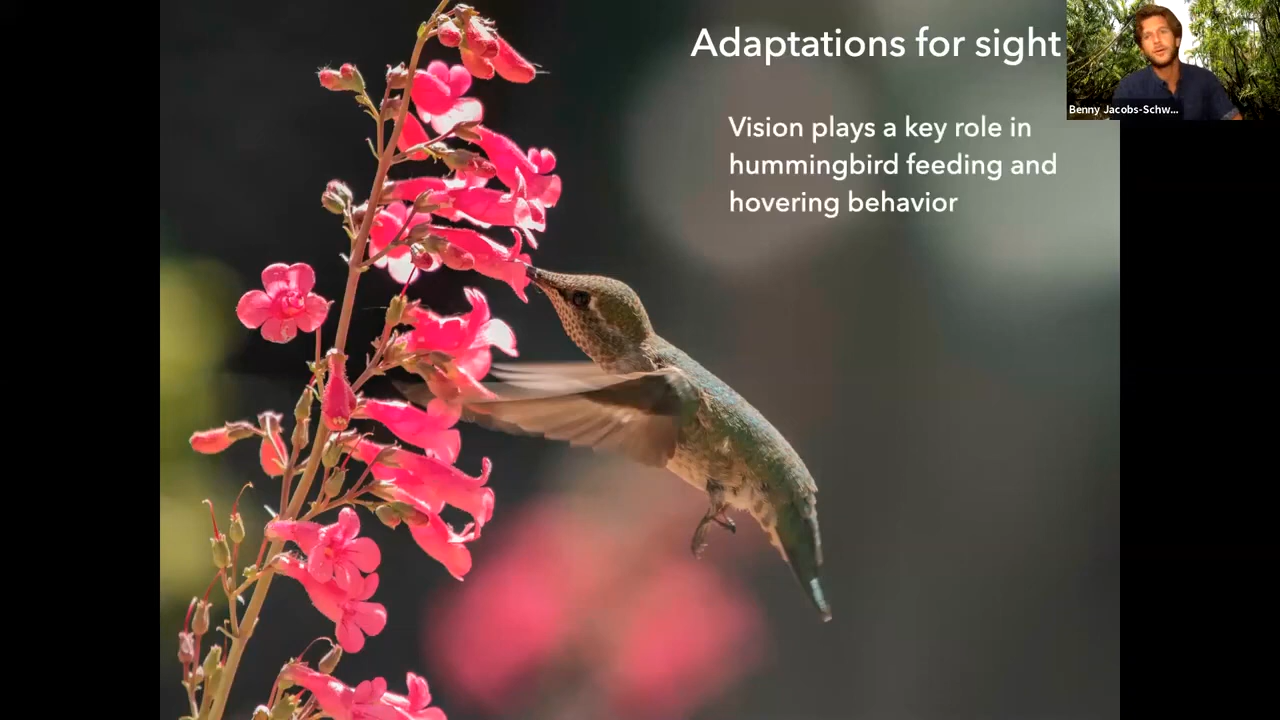 Adaptations for sight
Vision plays a key role in
hummingbird feeding and
hovering behavior
Benny Jacobs-Schw...